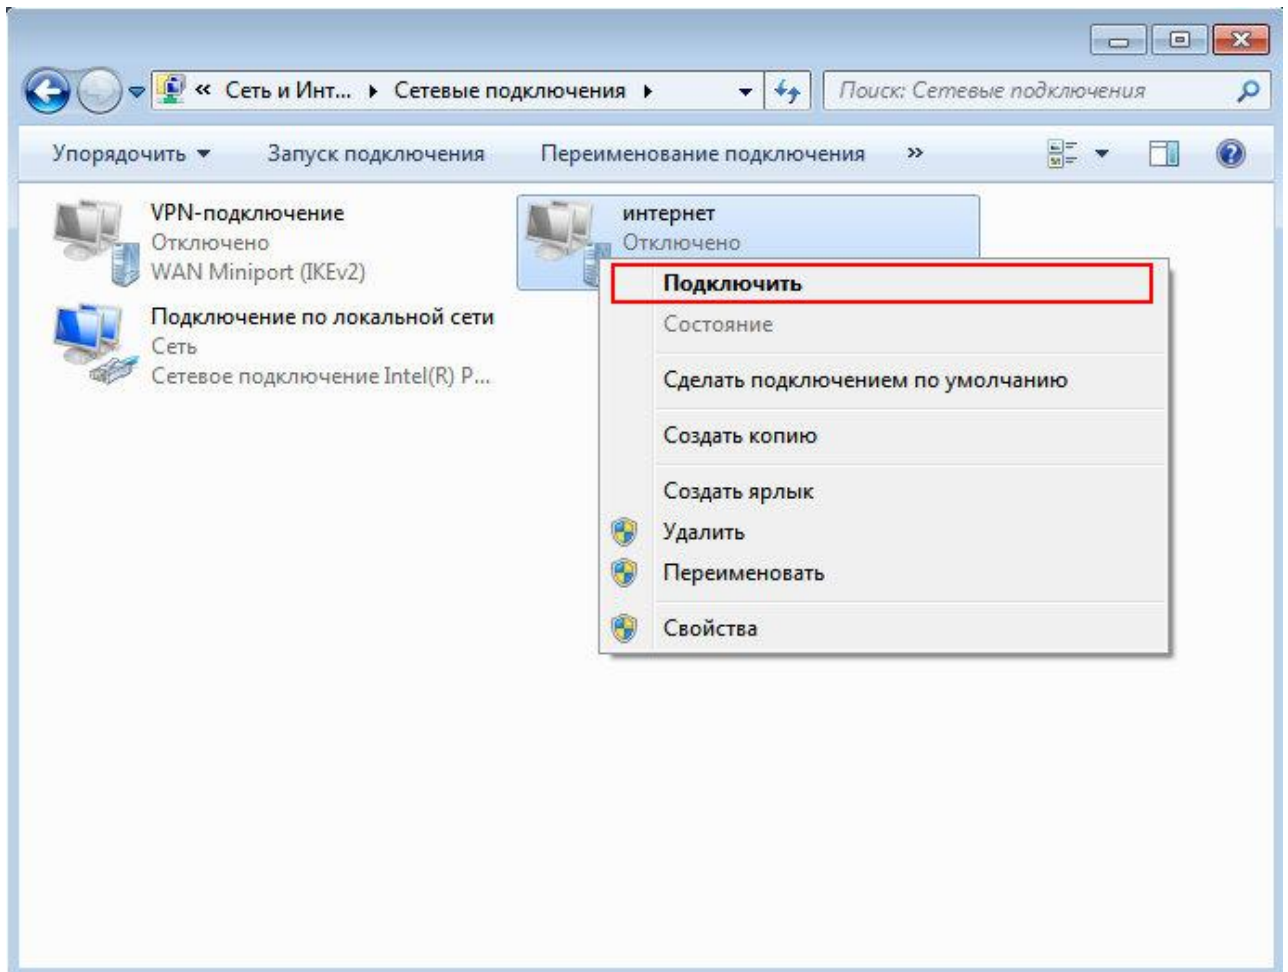 « Сеть и Инт... Сетевые подключения
Поиск: Сетевые подключения
Упорядочить Запуск подключения Переименование подключения »
VPN-подключение
Отключено
WAN Miniport (IKEv2)
интернет
Отключено
Подключение по локальной сети
Сеть
Сетевое подключение Intel(R) P...
Подключить
Состояние
Сделать подключением по умолчанию
Создать копию
Создать ярлык
Удалить
Переименовать
Свойства